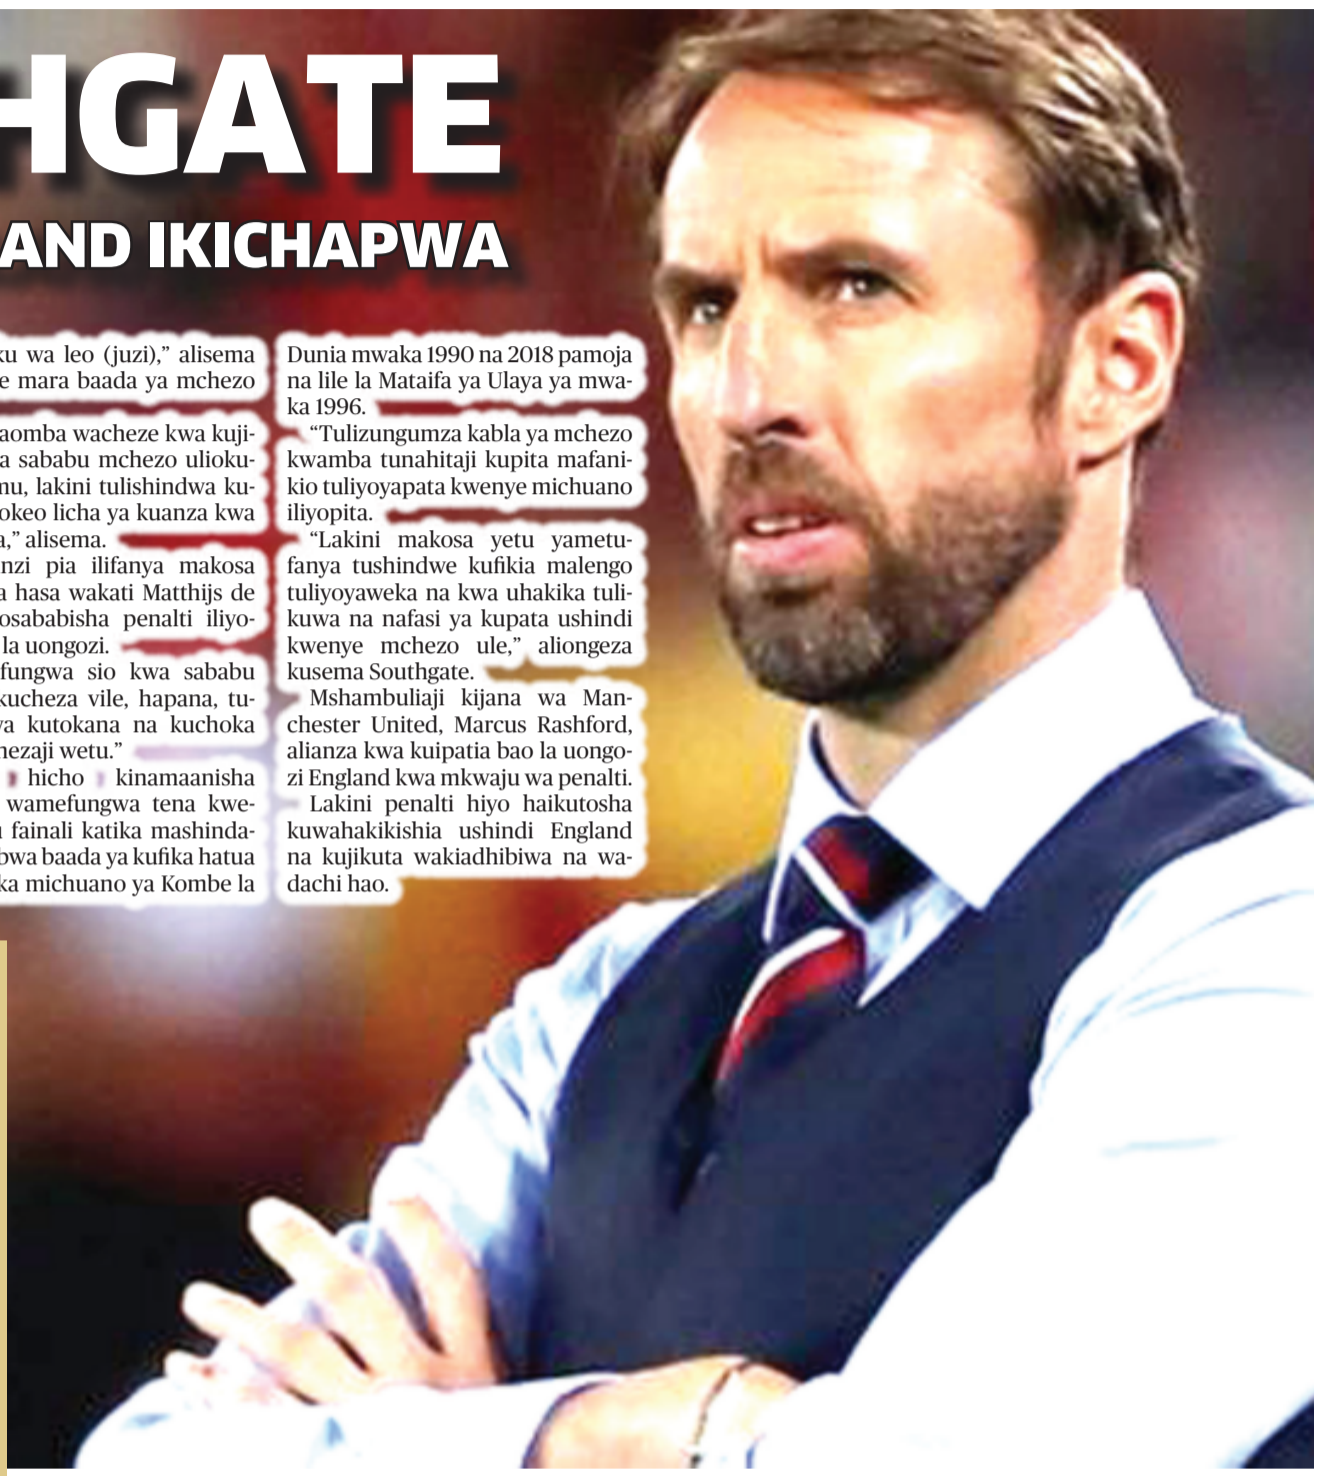 HGATE
AND IKICHAPWA
ku wa leo (juzi),” alisema
e mara baada ya mchezo
aomba wacheze kwa kuji-
a sababu mchezo ulioku-
mu, lakini tulishindwa ku-
okeo licha ya kuanza kwa
a,” alisema.
nzi pia ilifanya makosa
a hasa wakati Matthijs de
osababisha penalti iliyo-
la uongozi.
fungwa sio kwa sababu
kucheza vile, hapana, tu-
wa kutokana na kuchoka
hezaji wetu.”
hicho kinamaanisha
wamefungwa tena kwe-
u fainali katika mashinda-
bwa baada ya kufika hatua
ka michuano ya Kombe la
Dunia mwaka 1990 na 2018 pamoja
na lile la Mataifa ya Ulaya ya mwa-
ka 1996.
“Tulizungumza kabla ya mchezo
kwamba tunahitaji kupita mafani-
kio tuliyoyapata kwenye michuano
iliyopita.
“Lakini makosa yetu yametu-
fanya tushindwe kufikia malengo
tuliyoyaweka na kwa uhakika tuli-
kuwa na nafasi ya kupata ushindi
kwenye mchezo ule,” aliongeza
kusema Southgate.
Mshambuliaji kijana wa Man-
chester United, Marcus Rashford,
alianza kwa kuipatia bao la uongo-
zi England kwa mkwaju wa penalti.
Lakini penalti hiyo haikutosha
kuwahakikishia ushindi England
na kujikuta wakiadhibiwa na wa-
dachi hao.